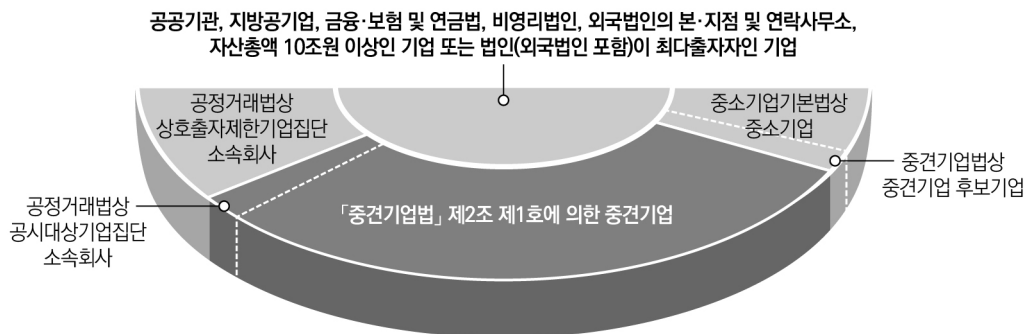 공공기관, 지방공기업, 금융·보험 및 연금법, 비영리법인, 외국법인의 본·지점 및 연락사무소,
자산총액 10조원 이상인 기업 또는 법인(외국법인 포함)이 최다출자자인 기업
공정거래법상
상호출자제한기업집단
소속회사
중소기업기본법상
중소기업
중견기업법상
중견기업 후보기업
공정거래법상
공시대상기업집단
소속회사
「중견기업법」 제2조 제1호에 의한 중견기업